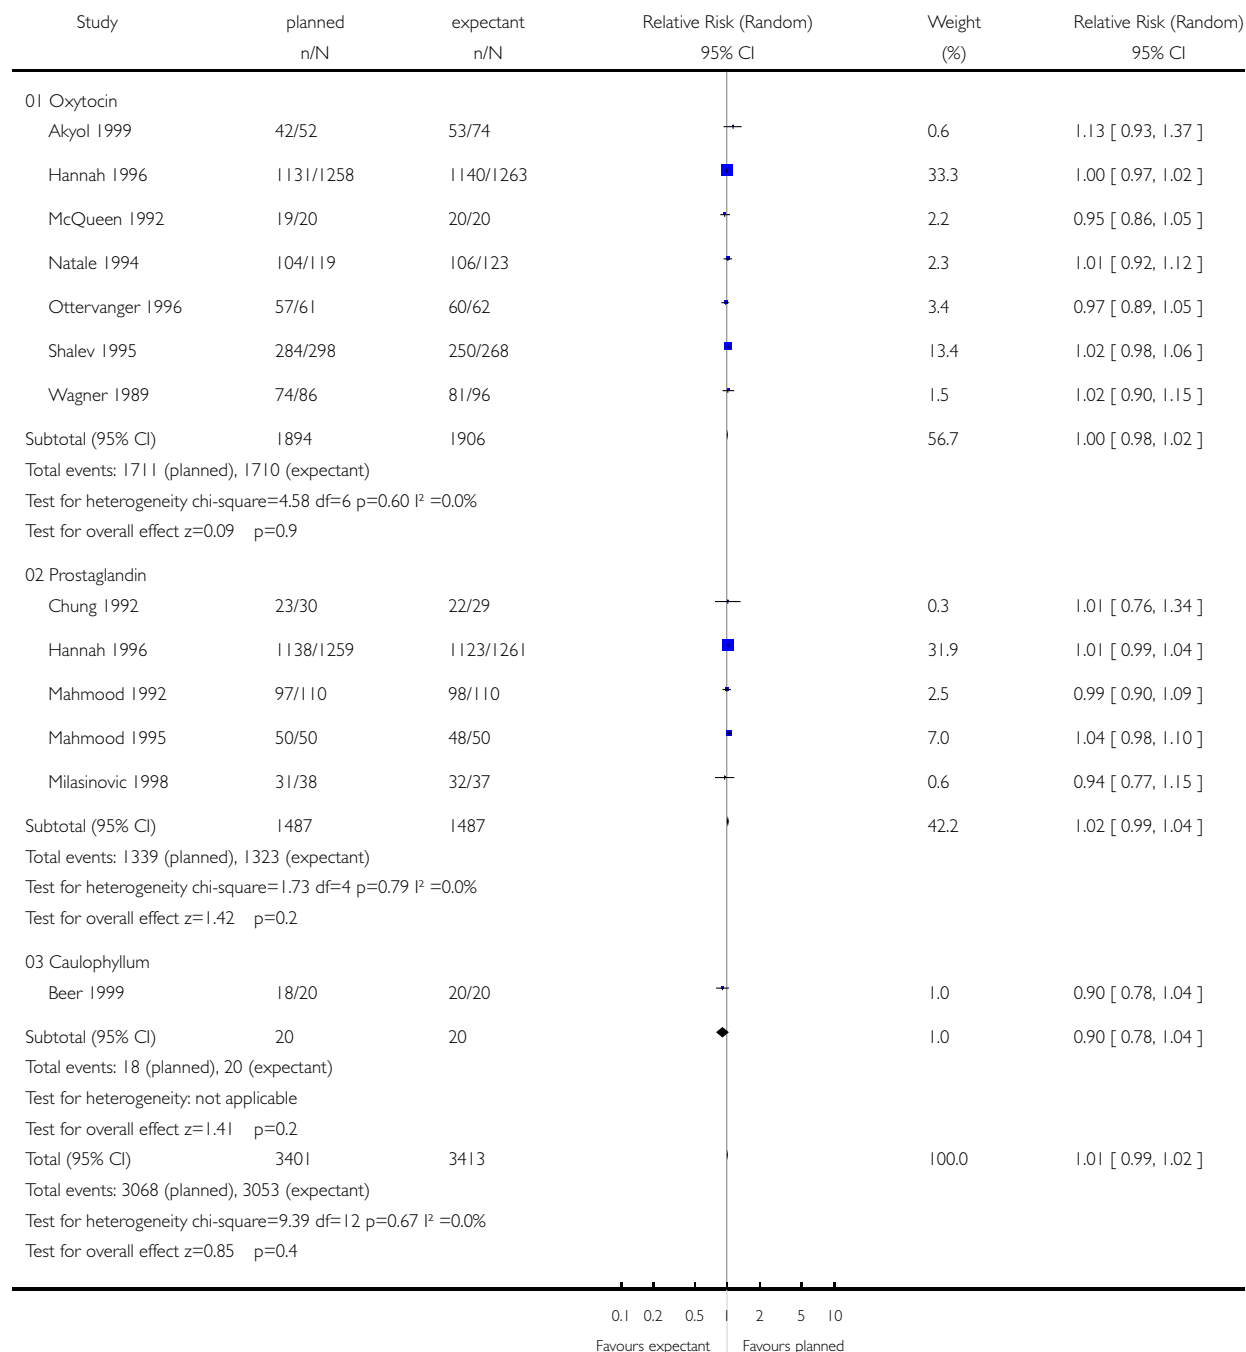 Study planned expectant Relative Risk (Random) Weight Relative Risk (Random)
n/N n/N 95% CI (%) 95% CI
01 Oxytocin
Akyol 1999 42/52 53/74 0.6 1.13 [ 0.93, 1.37 ]
Hannah 1996 1131/1258 1140/1263 33.3 1.00 [ 0.97, 1.02 ]
McQueen 1992 19/20 20/20 2.2 0.95 [ 0.86, 1.05 ]
Natale 1994 104/119 106/123 2.3 1.01 [ 0.92, 1.12 ]
Ottervanger 1996 57/61 60/62 3.4 0.97 [ 0.89, 1.05 ]
Shalev 1995 284/298 250/268 13.4 1.02 [ 0.98, 1.06 ]
Wagner 1989 74/86 81/96 1.5 1.02 [ 0.90, 1.15 ]
Subtotal (95% CI) 1894 1906 56.7 1.00 [ 0.98, 1.02 ]
Total events: 1711 (planned), 1710 (expectant)
Test for heterogeneity chi-square=4.58 df=6 p=0.60 I² =0.0%
Test for overall effect z=0.09 p=0.9
02 Prostaglandin
Chung 1992 23/30 22/29 0.3 1.01 [ 0.76, 1.34 ]
Hannah 1996 1138/1259 1123/1261 31.9 1.01 [ 0.99, 1.04 ]
Mahmood 1992 97/110 98/110 2.5 0.99 [ 0.90, 1.09 ]
Mahmood 1995 50/50 48/50 7.0 1.04 [ 0.98, 1.10 ]
Milasinovic 1998 31/38 32/37 0.6 0.94 [ 0.77, 1.15 ]
Subtotal (95% CI) 1487 1487 42.2 1.02 [ 0.99, 1.04 ]
Total events: 1339 (planned), 1323 (expectant)
Test for heterogeneity chi-square=1.73 df=4 p=0.79 I² =0.0%
Test for overall effect z=1.42 p=0.2
03 Caulophyllum
Beer 1999 18/20 20/20 1.0 0.90 [ 0.78, 1.04 ]
Subtotal (95% CI) 20 20 1.0 0.90 [ 0.78, 1.04 ]
Total events: 18 (planned), 20 (expectant)
Test for heterogeneity: not applicable
Test for overall effect z=1.41 p=0.2
Total (95% CI) 3401 3413 100.0 1.01 [ 0.99, 1.02 ]
Total events: 3068 (planned), 3053 (expectant)
Test for heterogeneity chi-square=9.39 df=12 p=0.67 I² =0.0%
Test for overall effect z=0.85 p=0.4
0.1 0.2 0.5 1 2 5 10
Favours expectant Favours planned